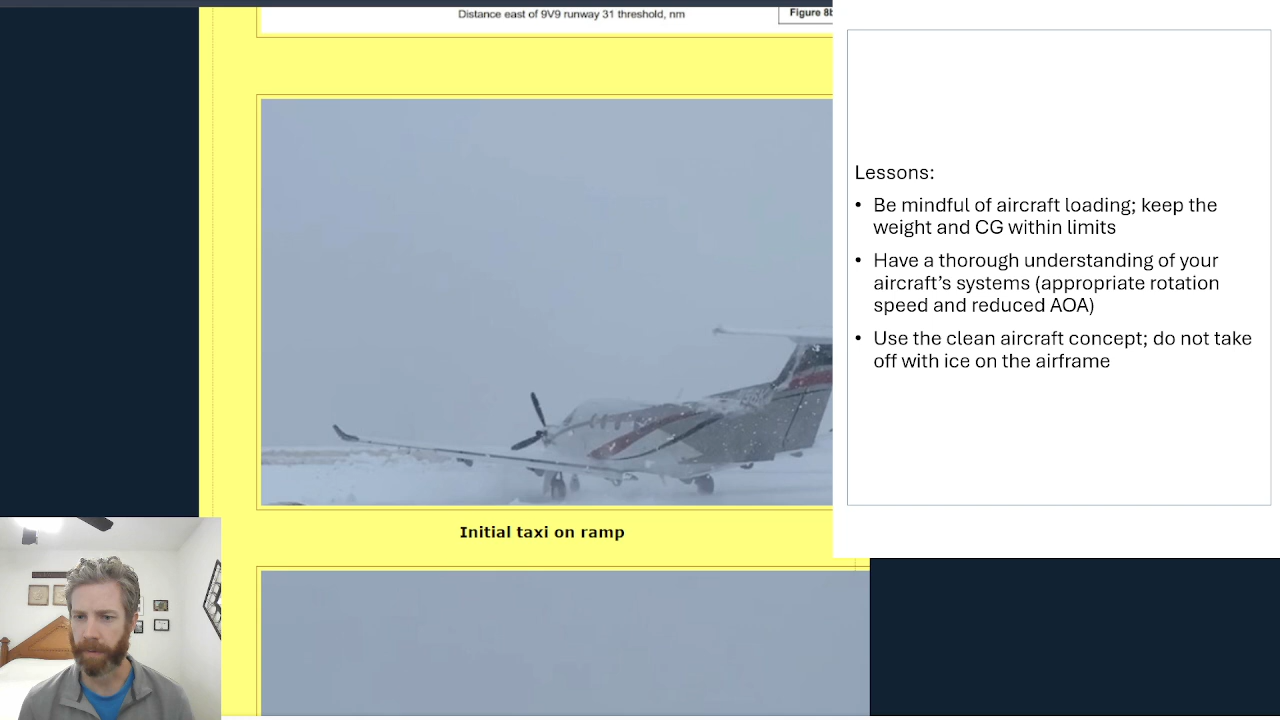 Distance east of 9V9 runway 31 threshold, nm
Figure 8b
Initial taxi on ramp
Lessons:
• Be mindful of aircraft loading; keep the
weight and CG within limits
• Have a thorough understanding of your
aircraft’s systems (appropriate rotation
speed and reduced AOA)
• Use the clean aircraft concept; do not take
off with ice on the airframe